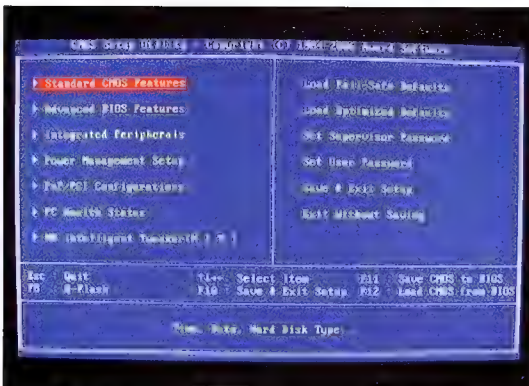 CMOS Setup Utility - Copyright (C) 1984-2006 Award Software
Standard CMOS Features
Advanced BIOS Features
Integrated Peripherals
Power Management Setup
PnP/PCI Configurations
PC Health Status
MB Intelligent Tweaker(M.I.T.)
Load Fail-Safe Defaults
Load Optimized Defaults
Set Supervisor Password
Set User Password
Save & Exit Setup
Exit Without Saving
Esc : Quit
F8 : Q-Flash
↑↓→← : Select Item
F10 : Save & Exit Setup
F11 : Save CMOS to BIOS
F12 : Load CMOS from BIOS
Time, Date, Hard Disk Type...